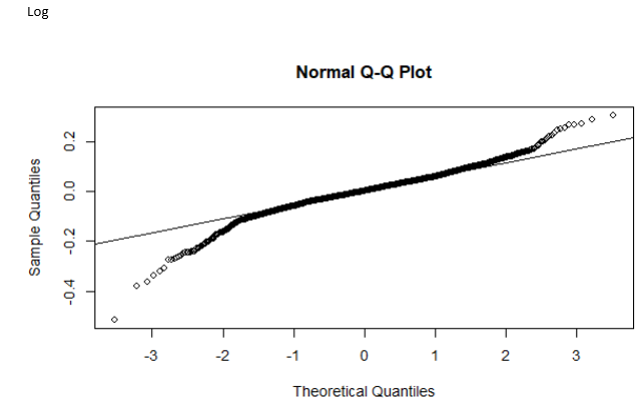 Log
Normal Q-Q Plot
Sample Quantiles
0.2
0.0
-0.2
-0.4
-3 -2 -1 0 1 2 3
Theoretical Quantiles